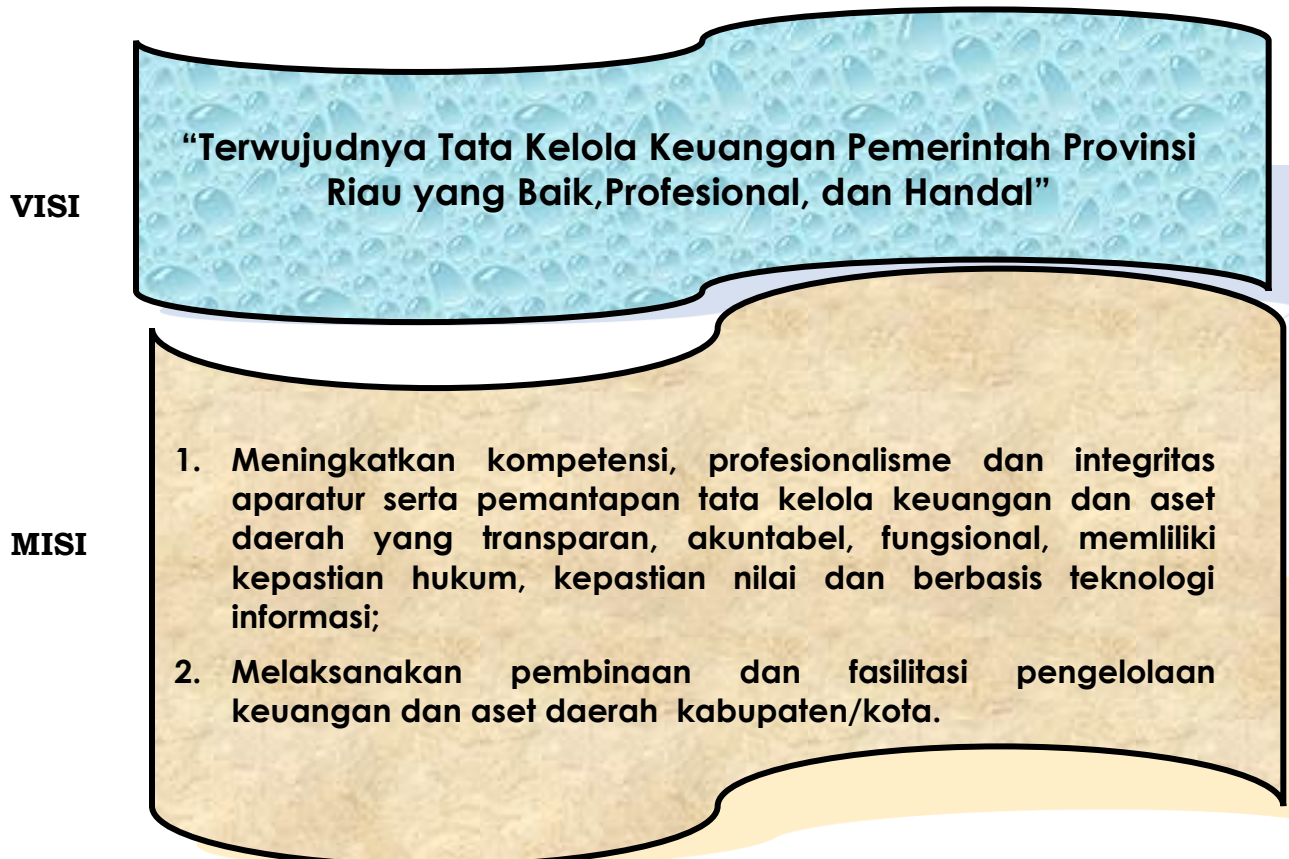 VISI
“Terwujudnya Tata Kelola Keuangan Pemerintah Provinsi
Riau yang Baik,Profesional, dan Handal”
MISI
1. Meningkatkan kompetensi, profesionalisme dan integritas
aparatur serta pemantapan tata kelola keuangan dan aset
daerah yang transparan, akuntabel, fungsional, memliliki
kepastian hukum, kepastian nilai dan berbasis teknologi
informasi;
2. Melaksanakan pembinaan dan fasilitasi pengelolaan
keuangan dan aset daerah kabupaten/kota.